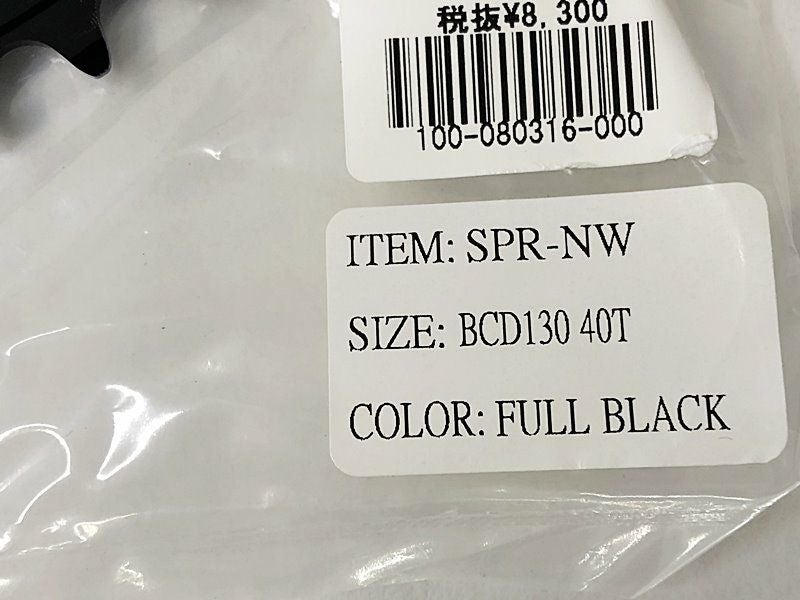 税抜¥8,300
100-080316-000
ITEM: SPR-NW
SIZE: BCD130 40T
COLOR: FULL BLACK